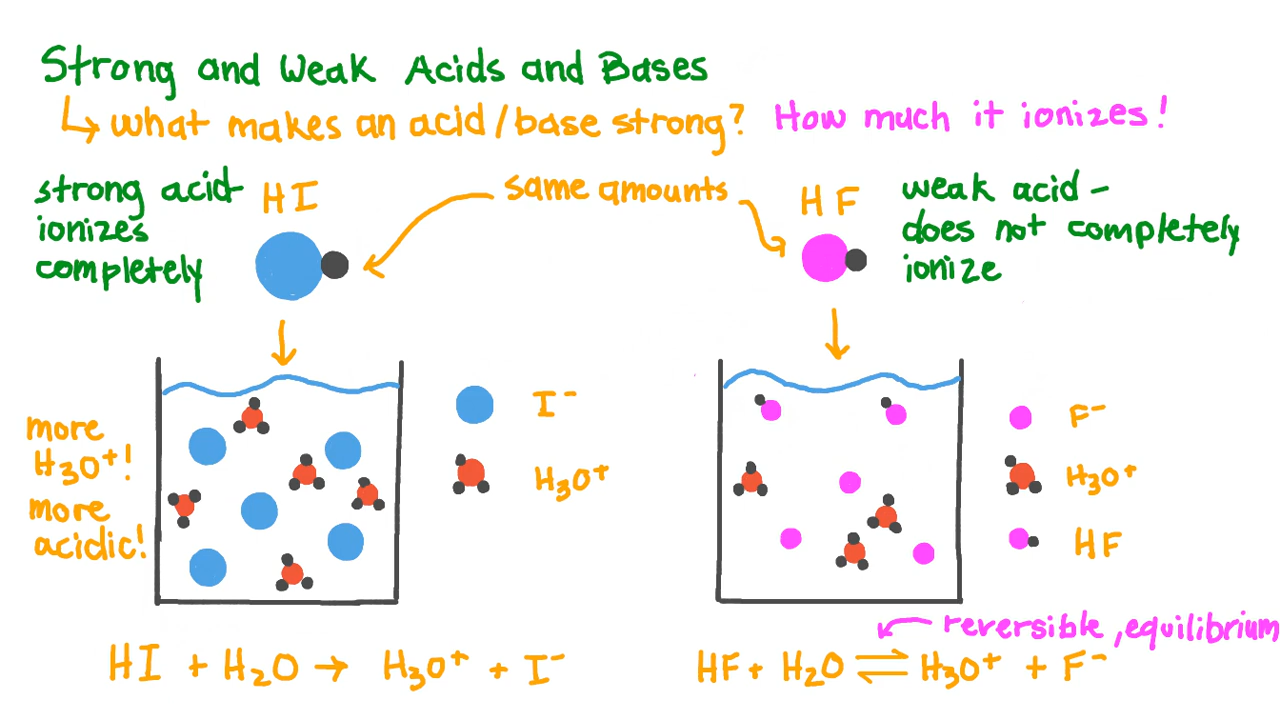 Strong and Weak Acids and Bases
↳ what makes an acid/base strong? How much it ionizes!
strong acid-
ionizes
completely
HI
same amounts
HF
weak acid -
does not completely
ionize
more
H₃O⁺!
more
acidic!
I⁻
H₃O⁺
F⁻
H₃O⁺
HF
reversible, equilibrium
HI + H₂O → H₃O⁺ + I⁻
HF + H₂O ⇌ H₃O⁺ + F⁻